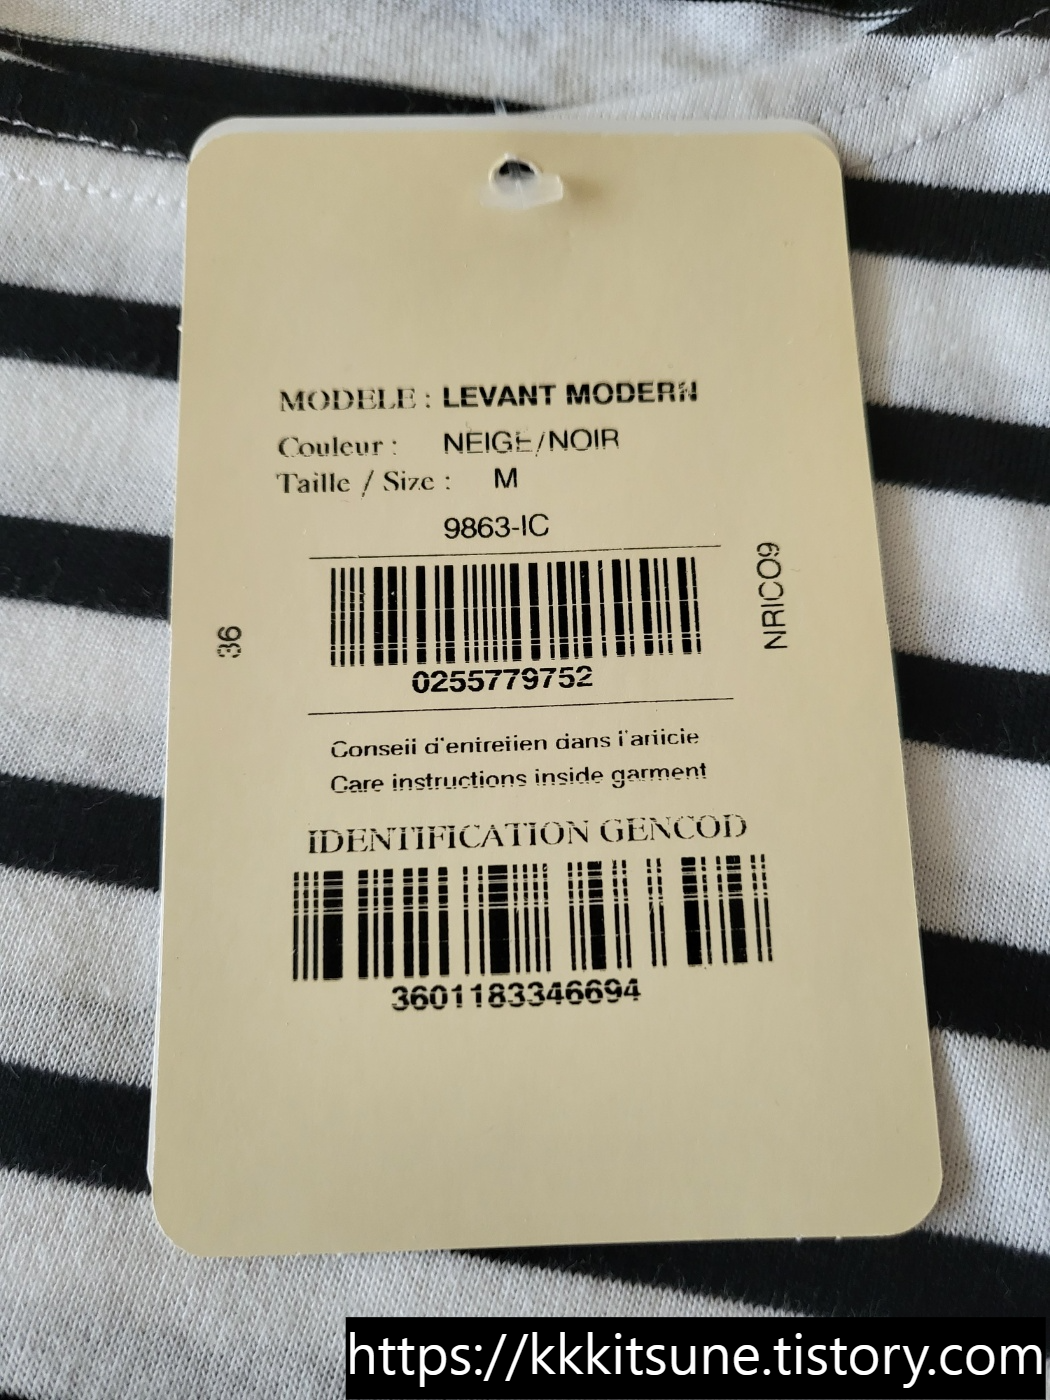 MODELE : LEVANT MODERN
Couleur : NEIGE/NOIR
Taille / Size : M
9863-IC
36
NRICO9
0255779752
Conseil d'entretien dans l'article
Care instructions inside garment
IDENTIFICATION GENCOD
3601183346694
https://kkkitsune.tistory.com